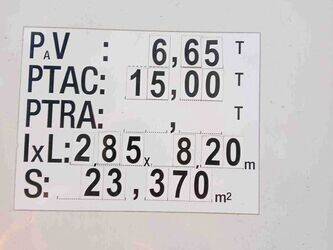 PAV : 6,65 T
PTAC: 15,00 T
PTRA: , T
IxL: 2,85 x 8,20 m
S: 23,370 m²